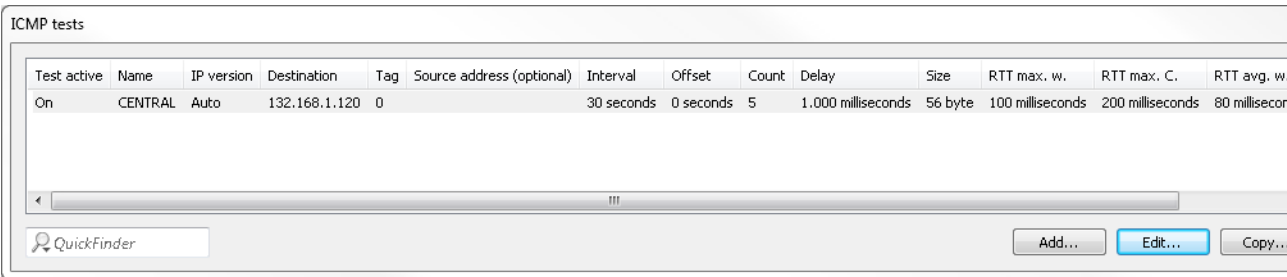 ICMP tests
Test active Name IP version Destination Tag Source address (optional) Interval Offset Count Delay Size RTT max. w. RTT max. C. RTT avg. w.
On CENTRAL Auto 132.168.1.120 0 30 seconds 0 seconds 5 1.000 milliseconds 56 byte 100 milliseconds 200 milliseconds 80 millisecon
QuickFinder Add... Edit... Copy...